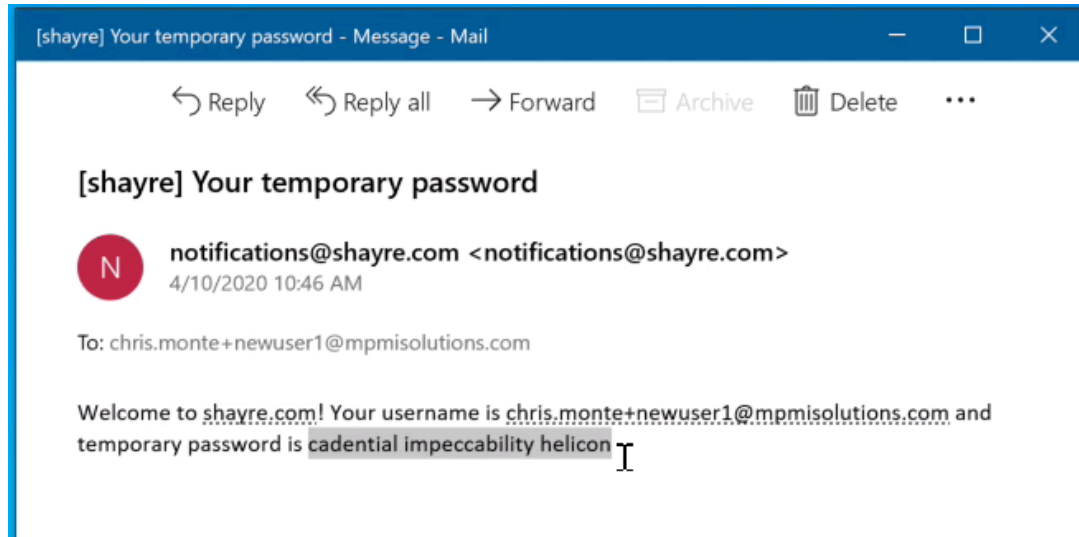 [shayre] Your temporary password - Message - Mail
Reply Reply all Forward Archive Delete
[shayre] Your temporary password
N
notifications@shayre.com <notifications@shayre.com>
4/10/2020 10:46 AM
To: chris.monte+newuser1@mpmisolutions.com
Welcome to shayre.com! Your username is chris.monte+newuser1@mpmisolutions.com and
temporary password is cadential impeccability helicon